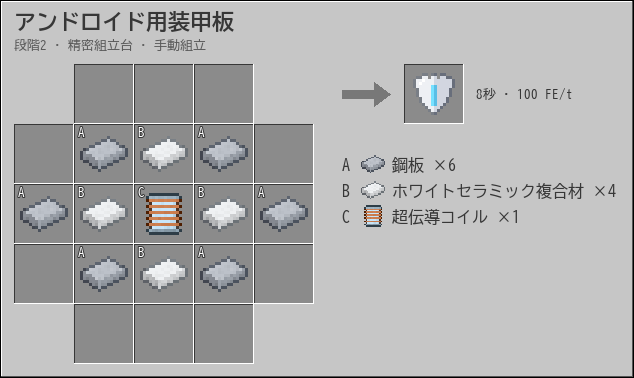 アンドロイド用装甲板
段階2 ・ 精密組立台 ・ 手動組立
8秒 ・ 100 FE/t
A B A
A 鋼板 ×6
A B C B A
B ホワイトセラミック複合材 ×4
C 超伝導コイル ×1
A B A